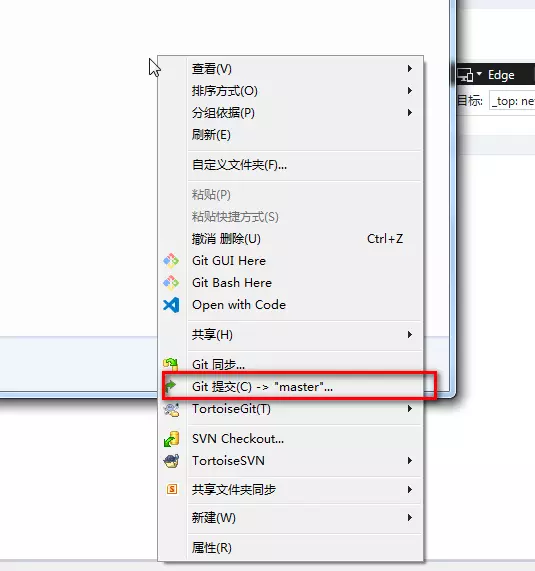 查看(V)
排序方式(O)
分组依据(P)
刷新(E)
自定义文件夹(F)...
粘贴(P)
粘贴快捷方式(S)
撤消 删除(U) Ctrl+Z
Git GUI Here
Git Bash Here
Open with Code
共享(H)
Git 同步...
Git 提交(C) -> "master"...
TortoiseGit(T)
SVN Checkout...
TortoiseSVN
共享文件夹同步
新建(W)
属性(R)
Edge
目标: _top: ne